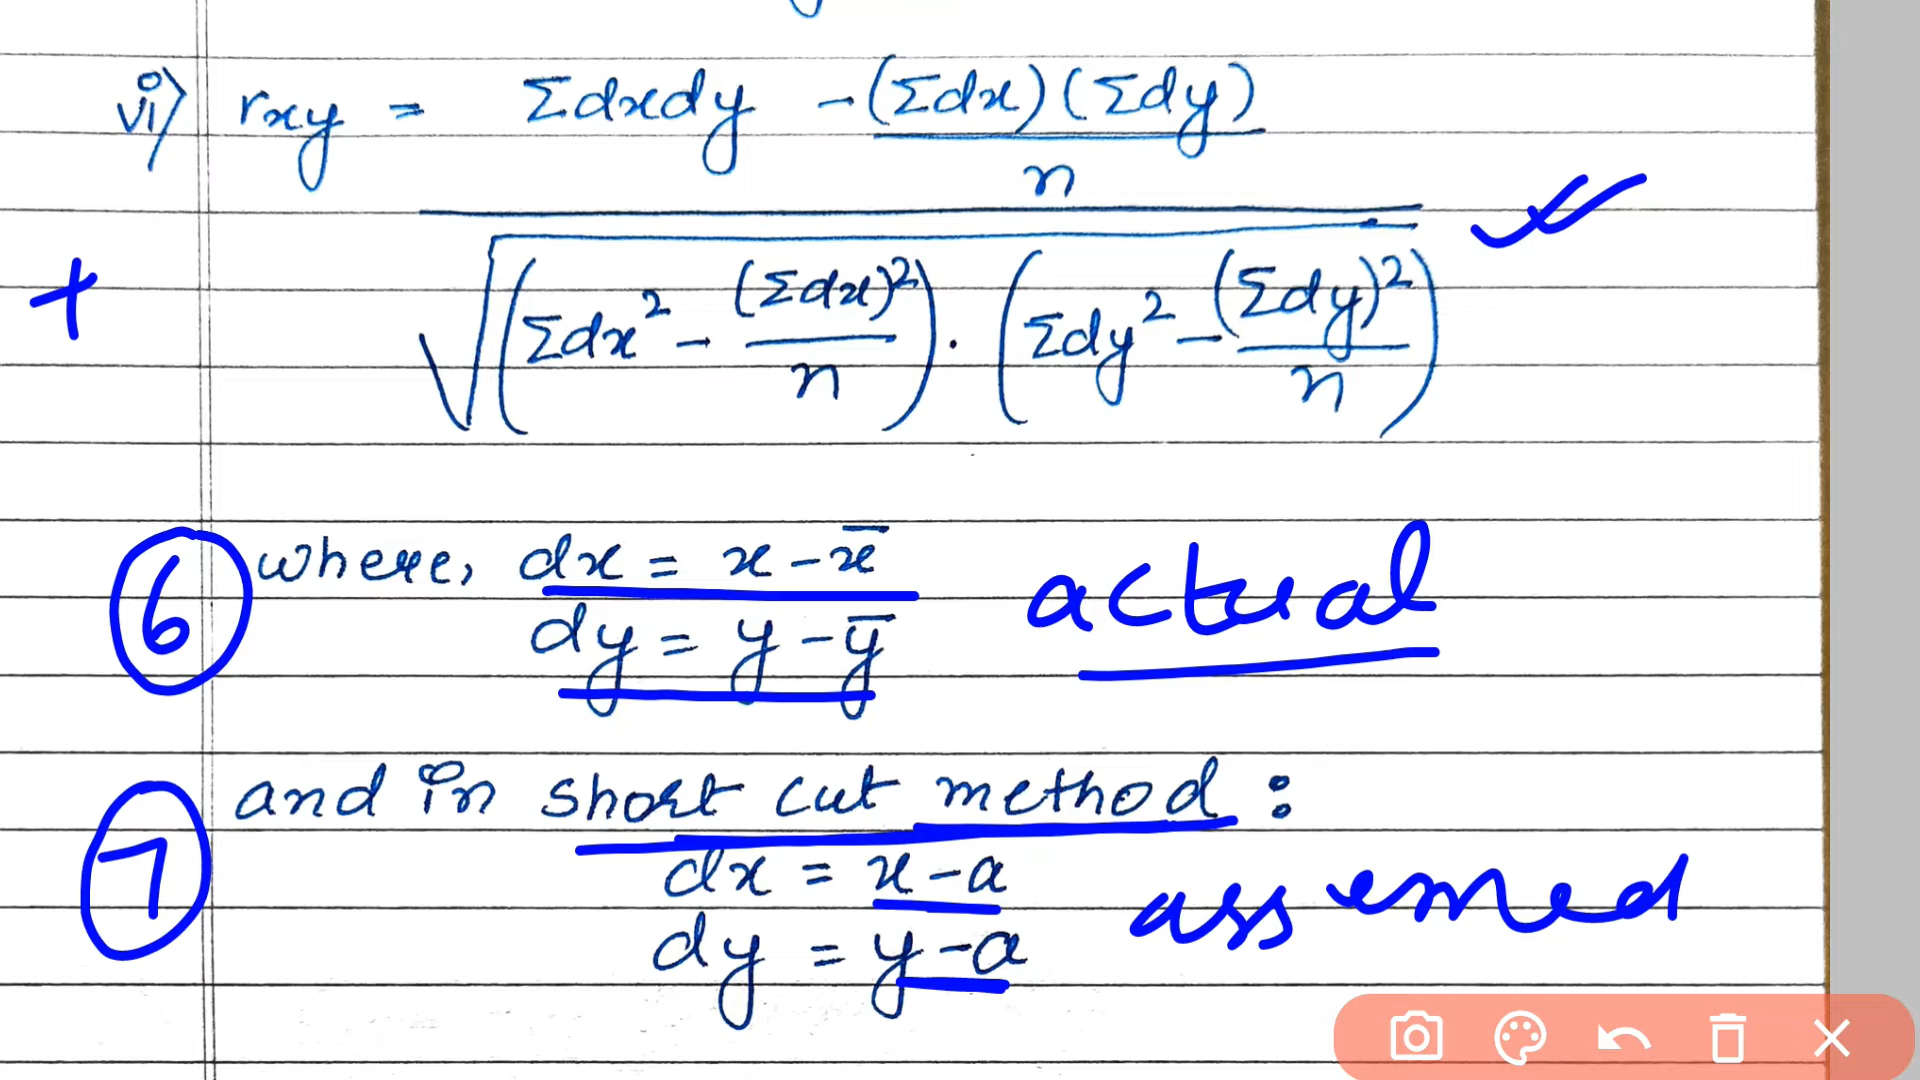 vi) rxy = Σdxdy - (Σdx)(Σdy)
n
√(Σdx² - (Σdx)²/n) · (Σdy² - (Σdy)²/n)
+
6 where, dx = x - x̄ actual
dy = y - ȳ
7 and in short cut method :
dx = x - a assemed
dy = y - a